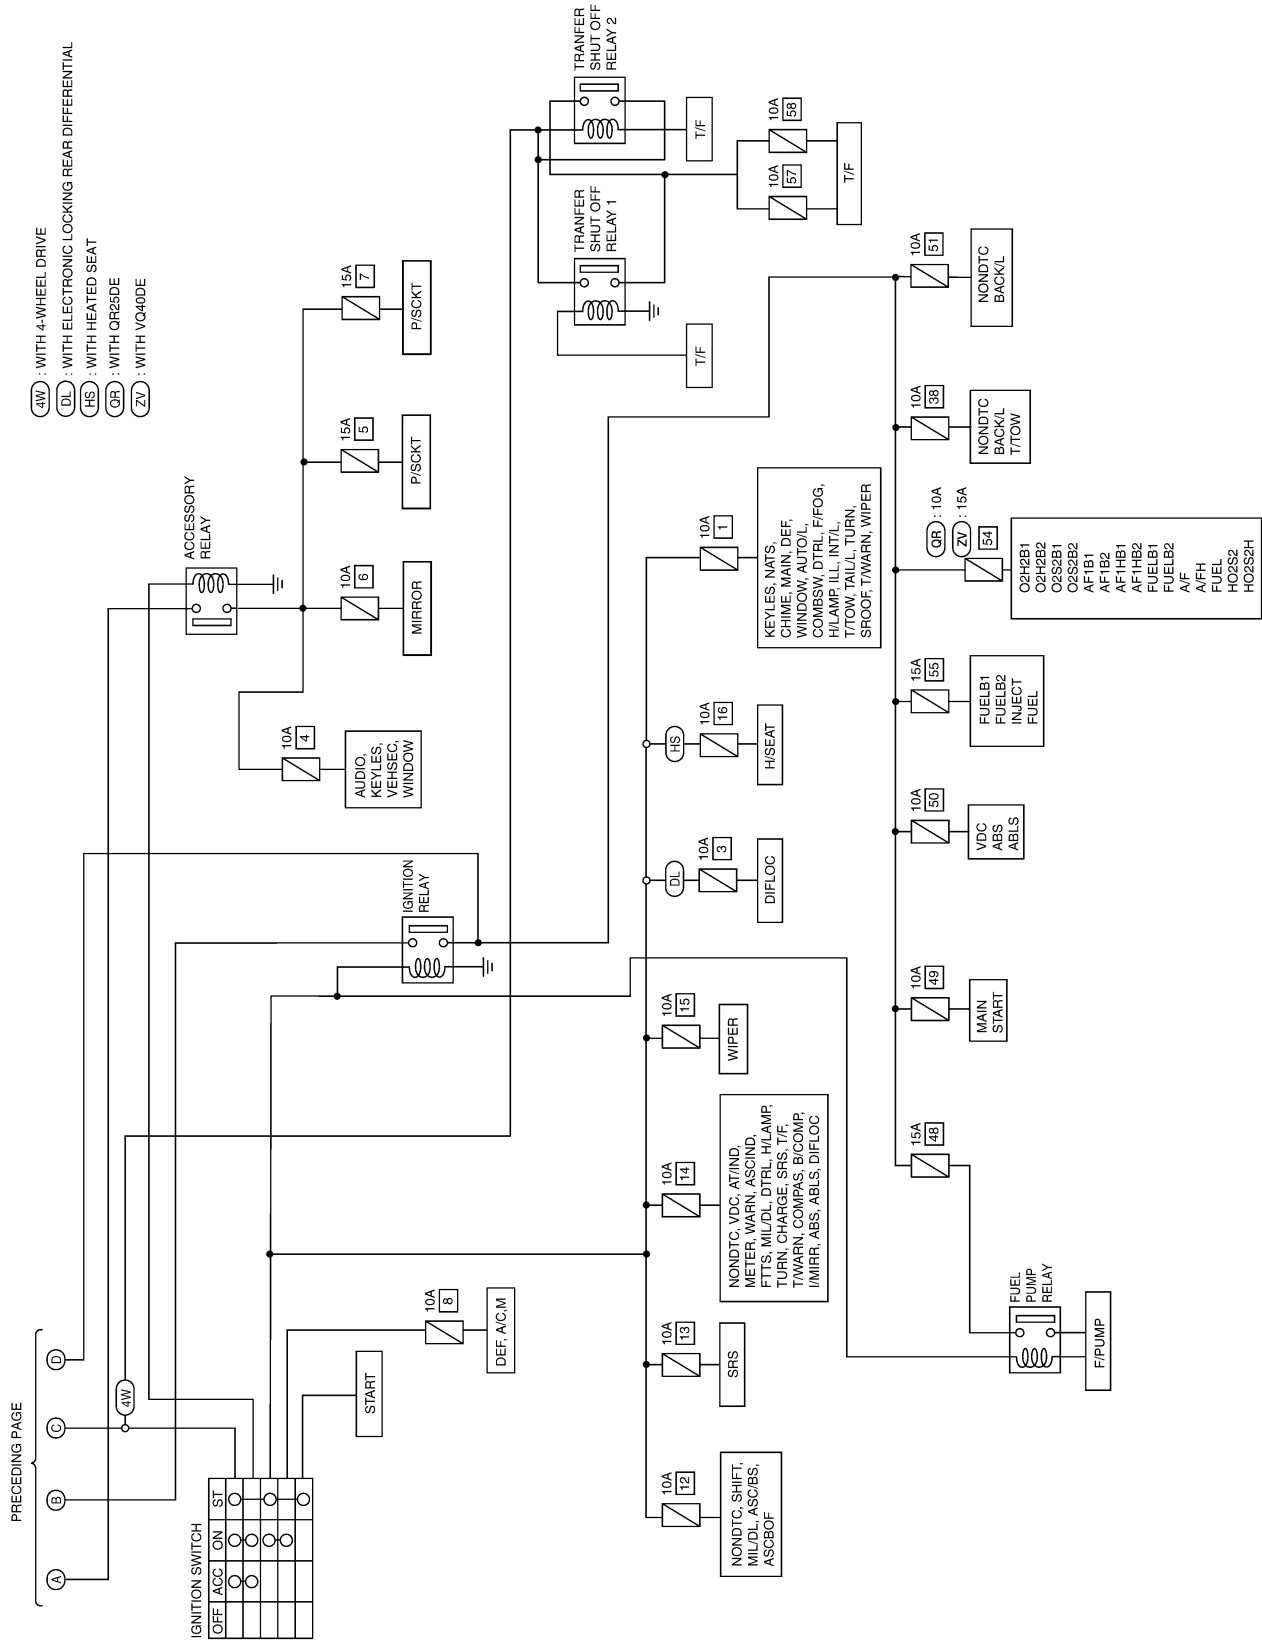 PRECEDING PAGE
A
B
C
D
4W
4W : WITH 4-WHEEL DRIVE
DL : WITH ELECTRONIC LOCKING REAR DIFFERENTIAL
HS : WITH HEATED SEAT
QR : WITH QR25DE
ZV : WITH VQ40DE
IGNITION SWITCH
OFF ACC ON ST
START
10A
8
DEF, A/C,M
IGNITION
RELAY
ACCESSORY
RELAY
10A
4
AUDIO,
KEYLES,
VEHSEC,
WINDOW
10A
6
MIRROR
15A
5
P/SCKT
15A
7
P/SCKT
TRANFER
SHUT OFF
RELAY 1
T/F
TRANFER
SHUT OFF
RELAY 2
T/F
10A
57
10A
58
T/F
10A
12
NONDTC, SHIFT,
MIL/DL, ASC/BS,
ASCBOF
10A
13
SRS
10A
14
NONDTC, VDC, AT/IND,
METER, WARN, ASCIND,
FTTS, MIL/DL, DTRL, H/LAMP,
TURN, CHARGE, SRS, T/F,
T/WARN, COMPAS, B/COMP,
I/MIRR, ABS, ABLS, DIFLOC
10A
15
WIPER
DL
10A
3
DIFLOC
HS
10A
16
H/SEAT
10A
1
KEYLES, NATS,
CHIME, MAIN, DEF,
WINDOW, AUTO/L,
COMBSW, DTRL, F/FOG,
H/LAMP, ILL, INT/L,
T/TOW, TAIL/L, TURN,
SROOF, T/WARN, WIPER
FUEL
PUMP
RELAY
F/PUMP
15A
48
10A
49
MAIN
START
10A
50
VDC
ABS
ABLS
15A
55
FUELB1
FUELB2
INJECT
FUEL
QR : 10A
ZV : 15A
54
O2H2B1
O2H2B2
O2S2B1
O2S2B2
AF1B1
AF1B2
AF1HB1
AF1HB2
FUELB1
FUELB2
A/F
A/FH
FUEL
HO2S2
HO2S2H
10A
38
NONDTC
BACK/L
T/TOW
10A
51
NONDTC
BACK/L